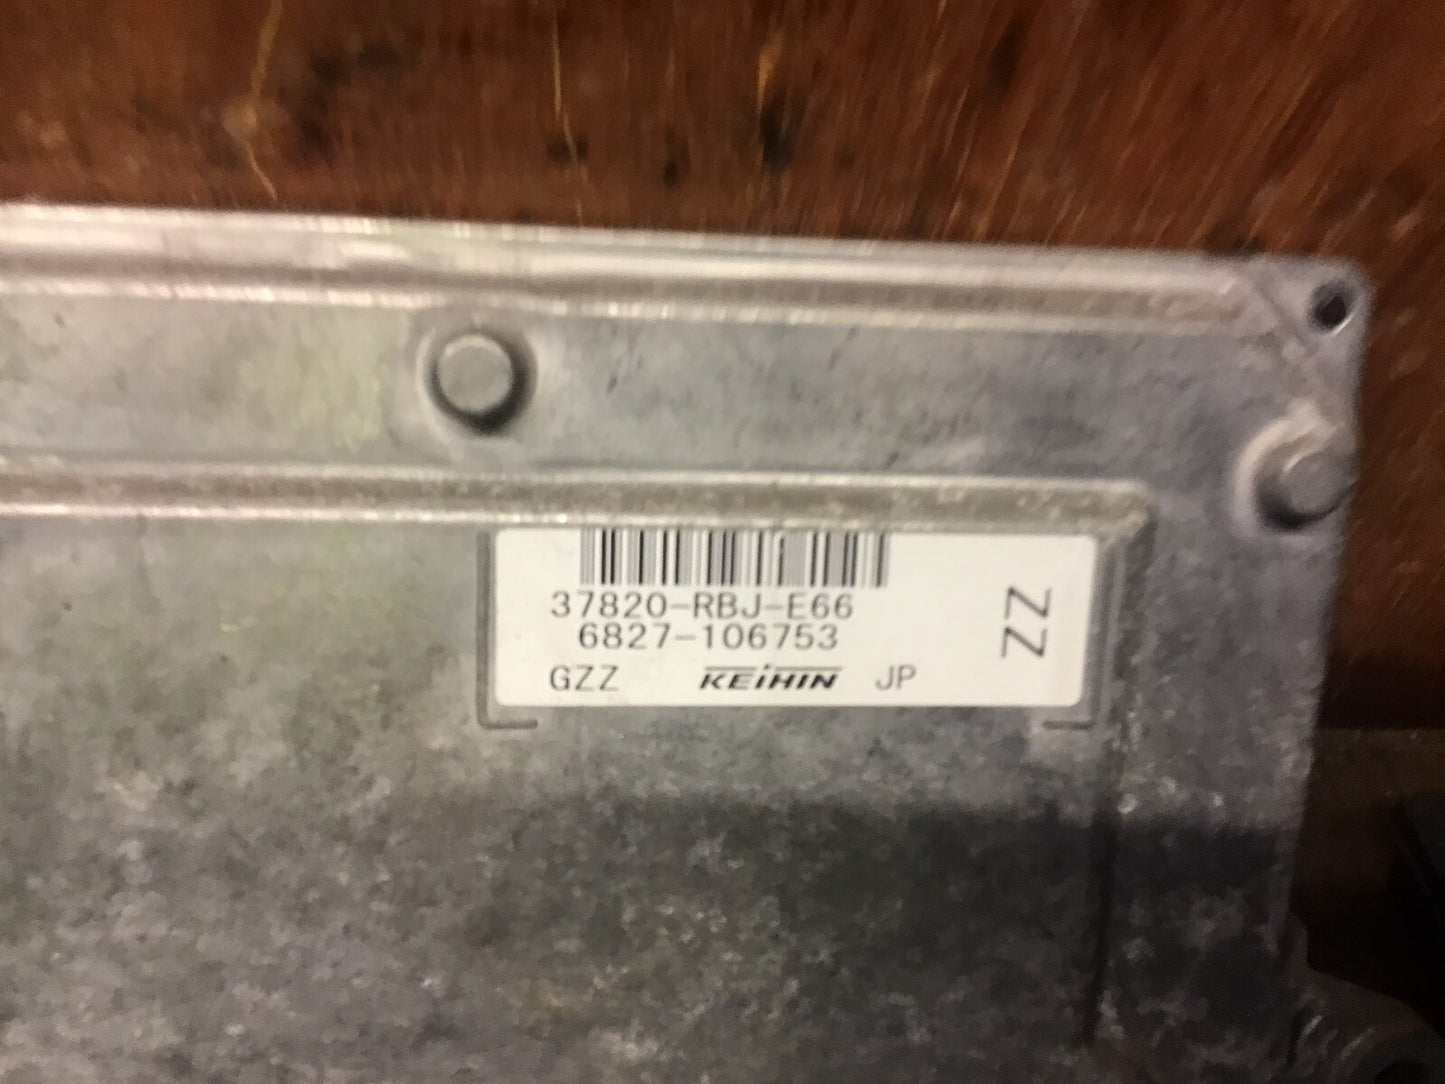 37820-RBJ-E66
6827-106753
GZZ KEIHIN JP
ZZ